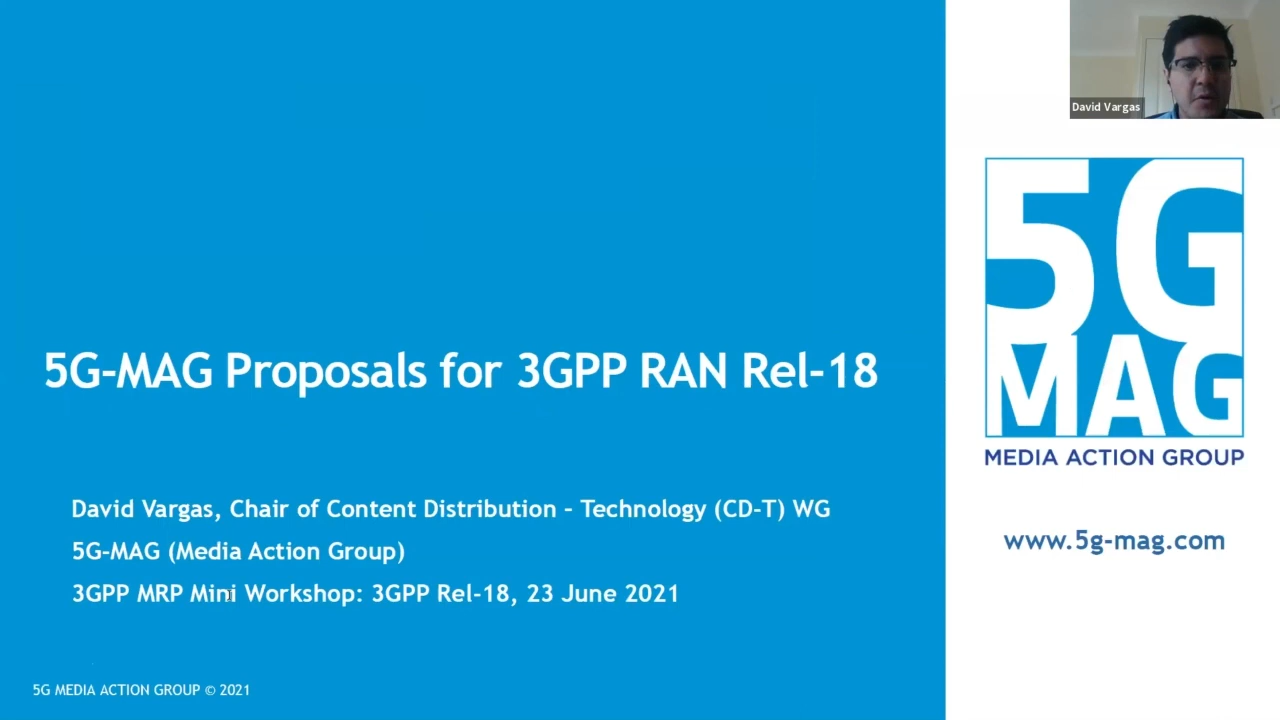 David Vargas
5G
MAG
MEDIA ACTION GROUP
www.5g-mag.com
5G-MAG Proposals for 3GPP RAN Rel-18
David Vargas, Chair of Content Distribution – Technology (CD-T) WG
5G-MAG (Media Action Group)
3GPP MRP Mini Workshop: 3GPP Rel-18, 23 June 2021
5G MEDIA ACTION GROUP © 2021